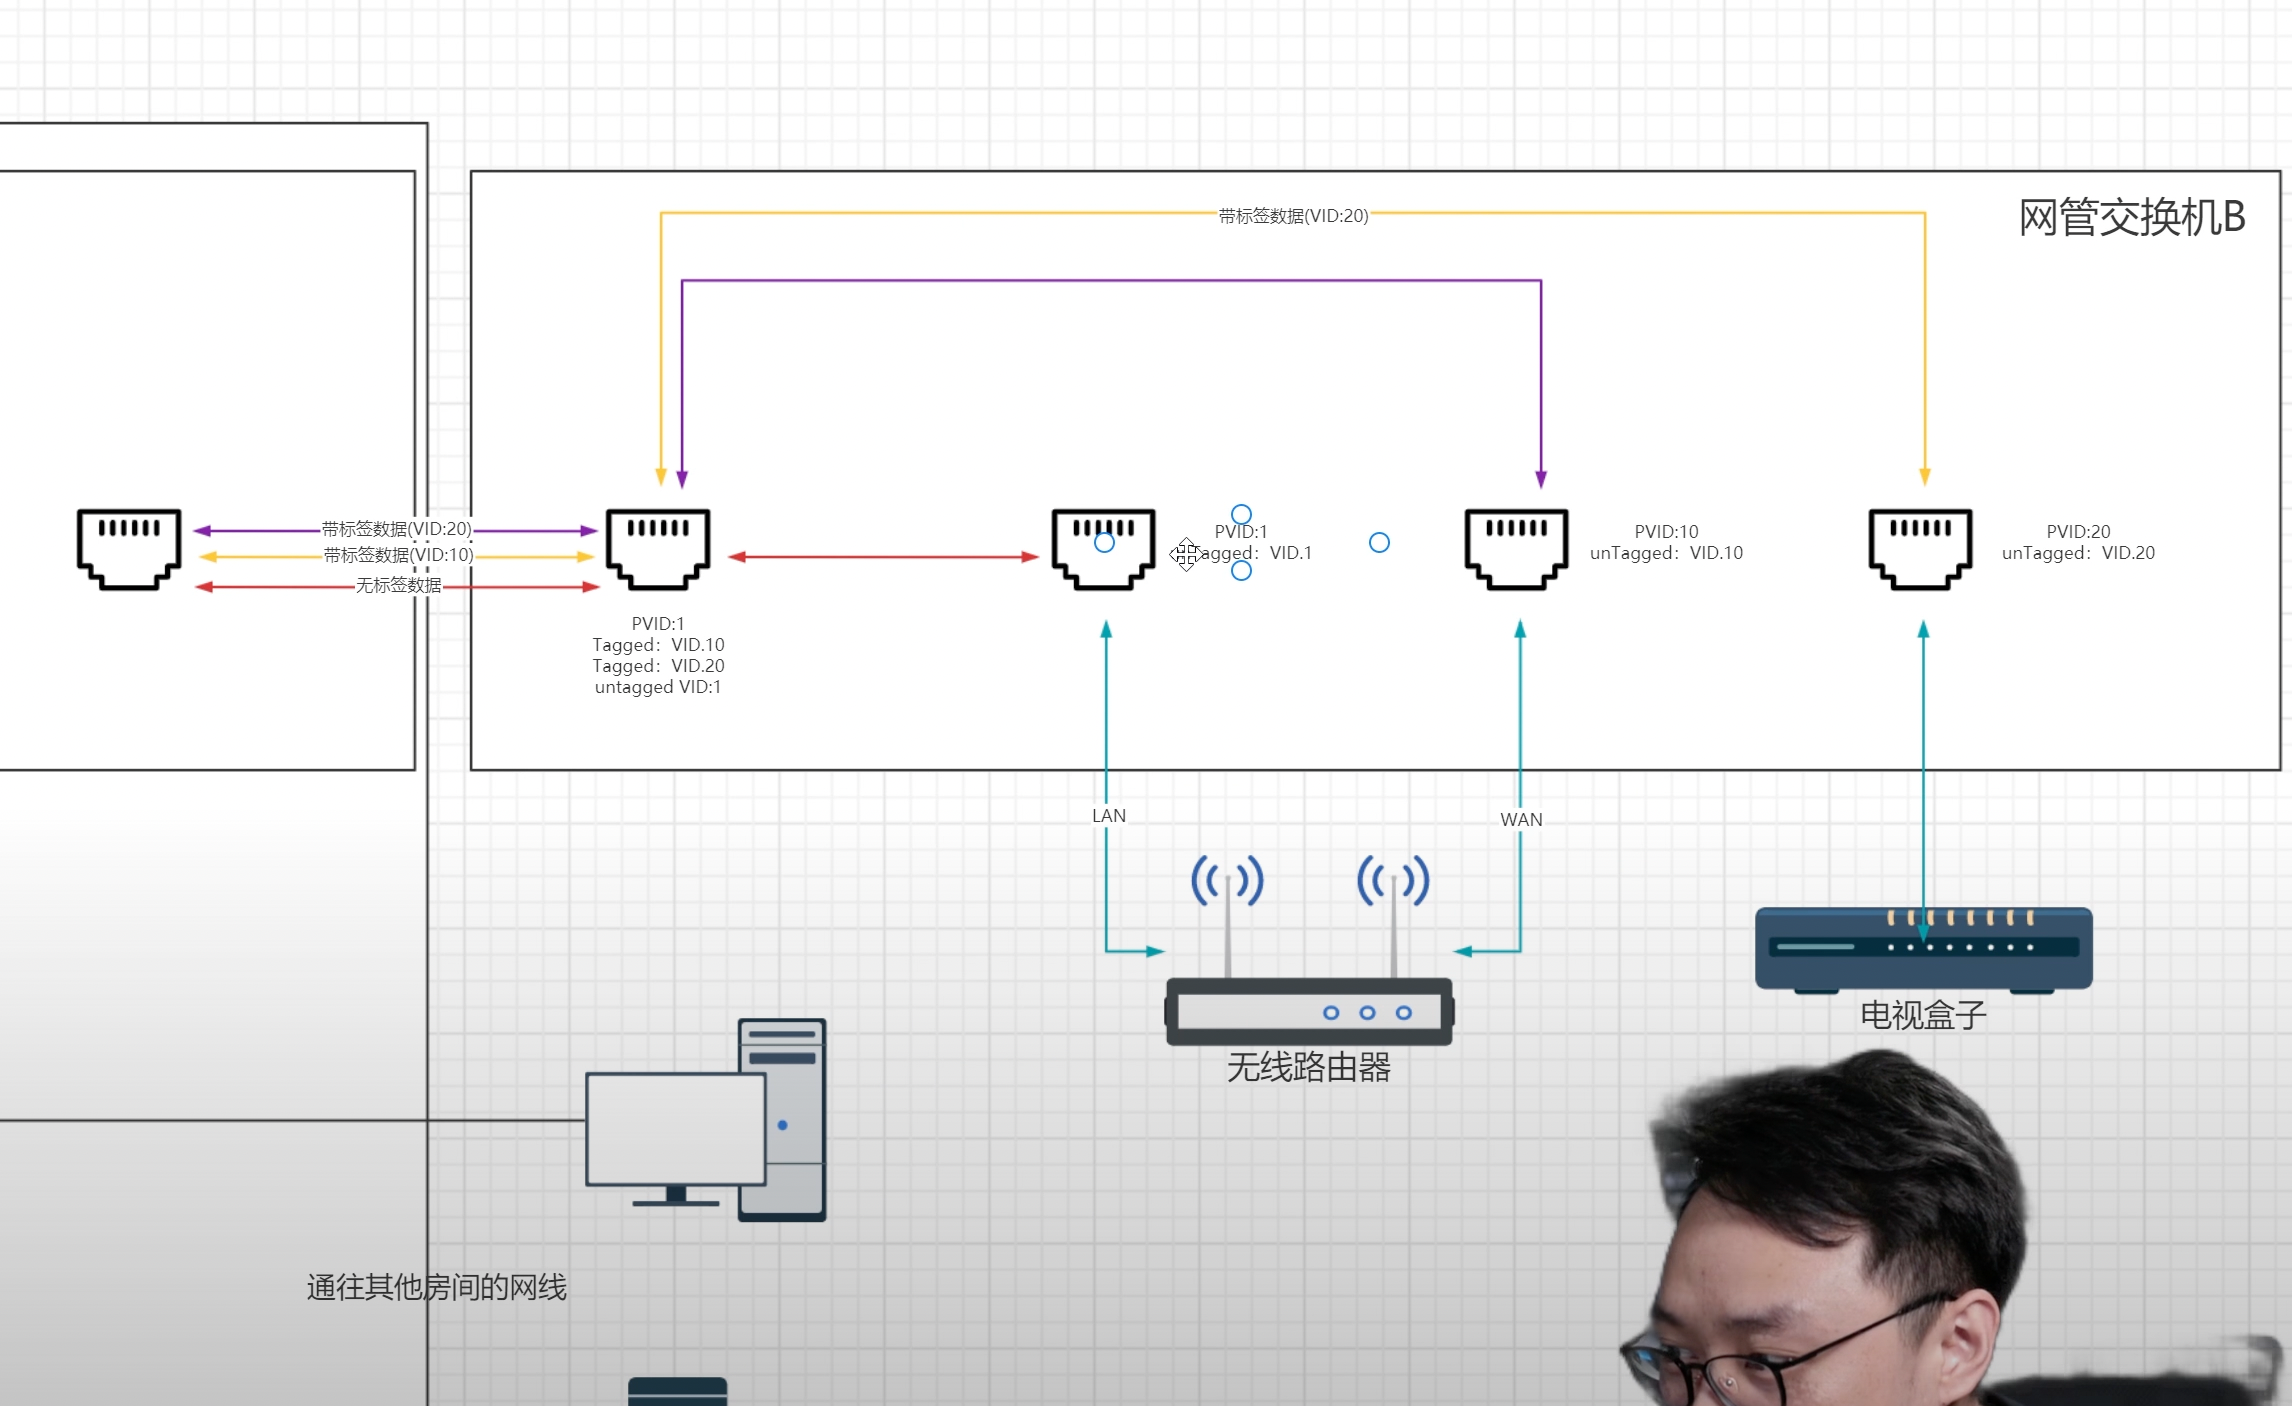 网管交换机B
带标签数据(VID:20)
带标签数据(VID:20)
带标签数据(VID:10)
无标签数据
PVID:1
Tagged：VID.10
Tagged：VID.20
untagged VID:1
PVID:1
agged：VID.1
PVID:10
unTagged：VID.10
PVID:20
unTagged：VID.20
LAN
WAN
无线路由器
电视盒子
通往其他房间的网线